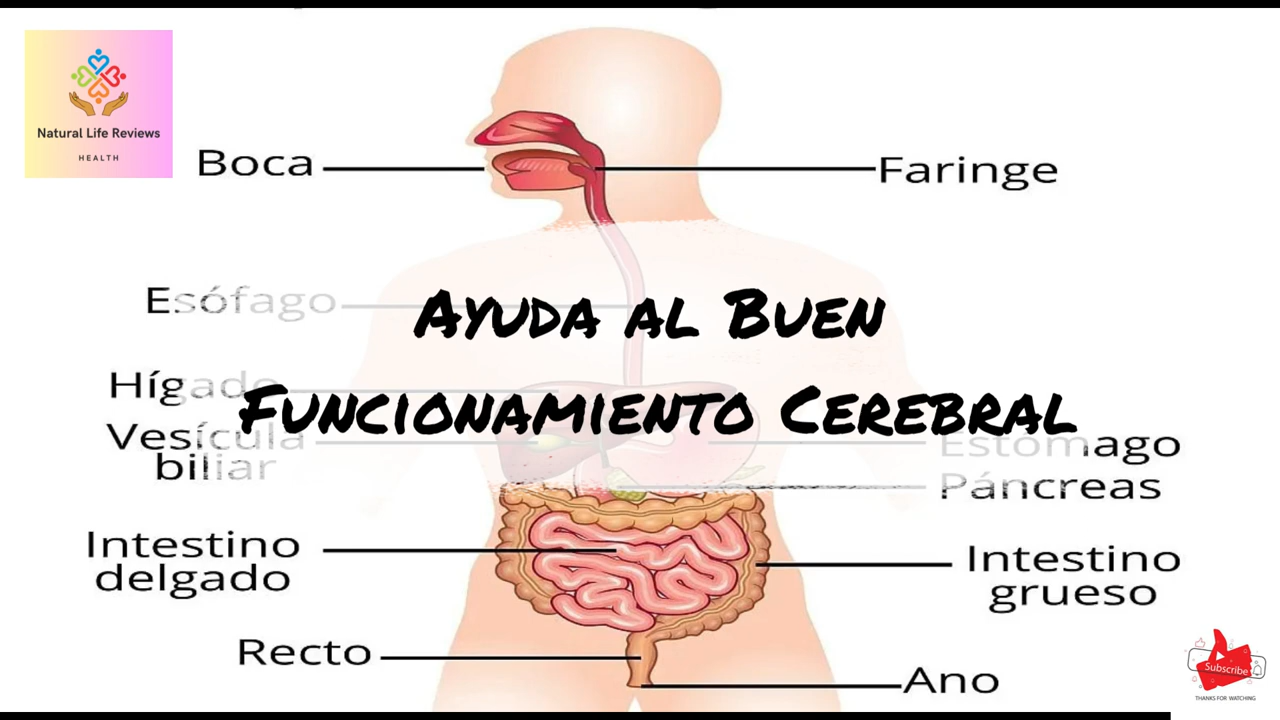 Natural Life Reviews
HEALTH
Boca
Faringe
Esófago
Ayuda al Buen
Hígado
Funcionamiento Cerebral
Vesícula
biliar
Estómago
Páncreas
Intestino
delgado
Intestino
grueso
Recto
Ano
Subscribe
THANKS FOR WATCHING